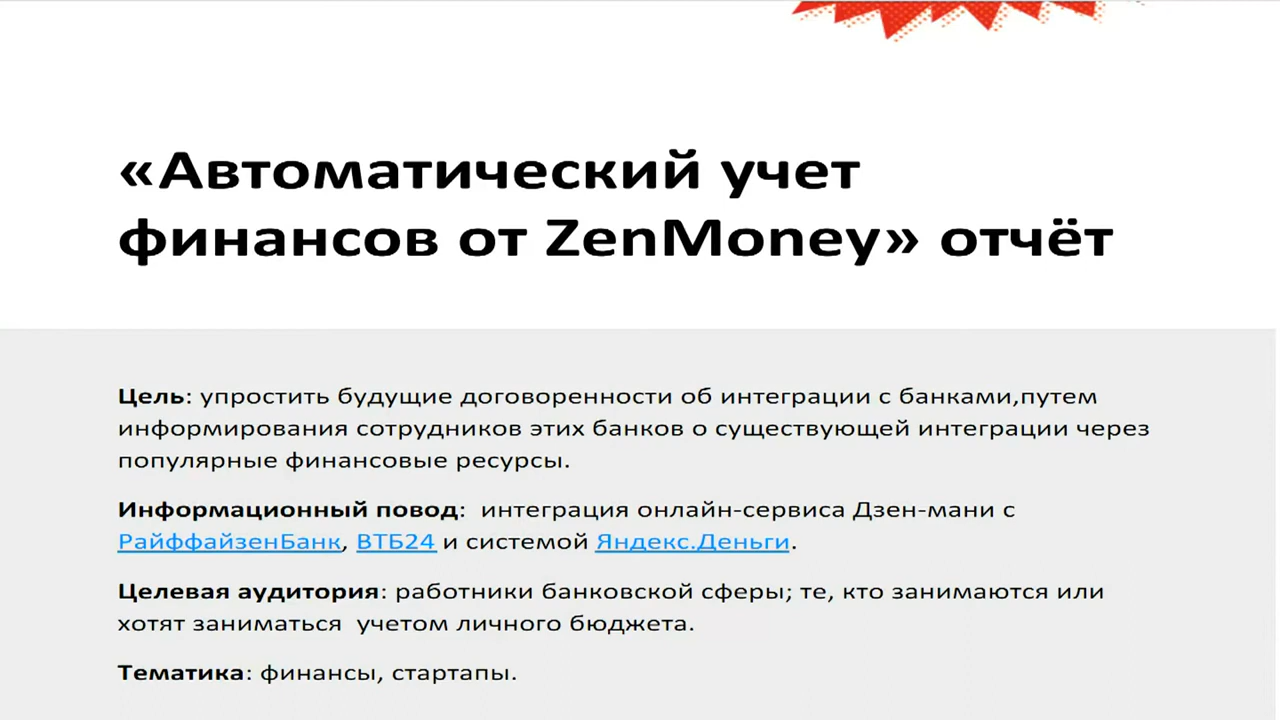 «Автоматический учет
финансов от ZenMoney» отчёт
Цель: упростить будущие договоренности об интеграции с банками,путем
информирования сотрудников этих банков о существующей интеграции через
популярные финансовые ресурсы.
Информационный повод:  интеграция онлайн-сервиса Дзен-мани с
РайффайзенБанк, ВТБ24 и системой Яндекс.Деньги.
Целевая аудитория: работники банковской сферы; те, кто занимаются или
хотят заниматься  учетом личного бюджета.
Тематика: финансы, стартапы.